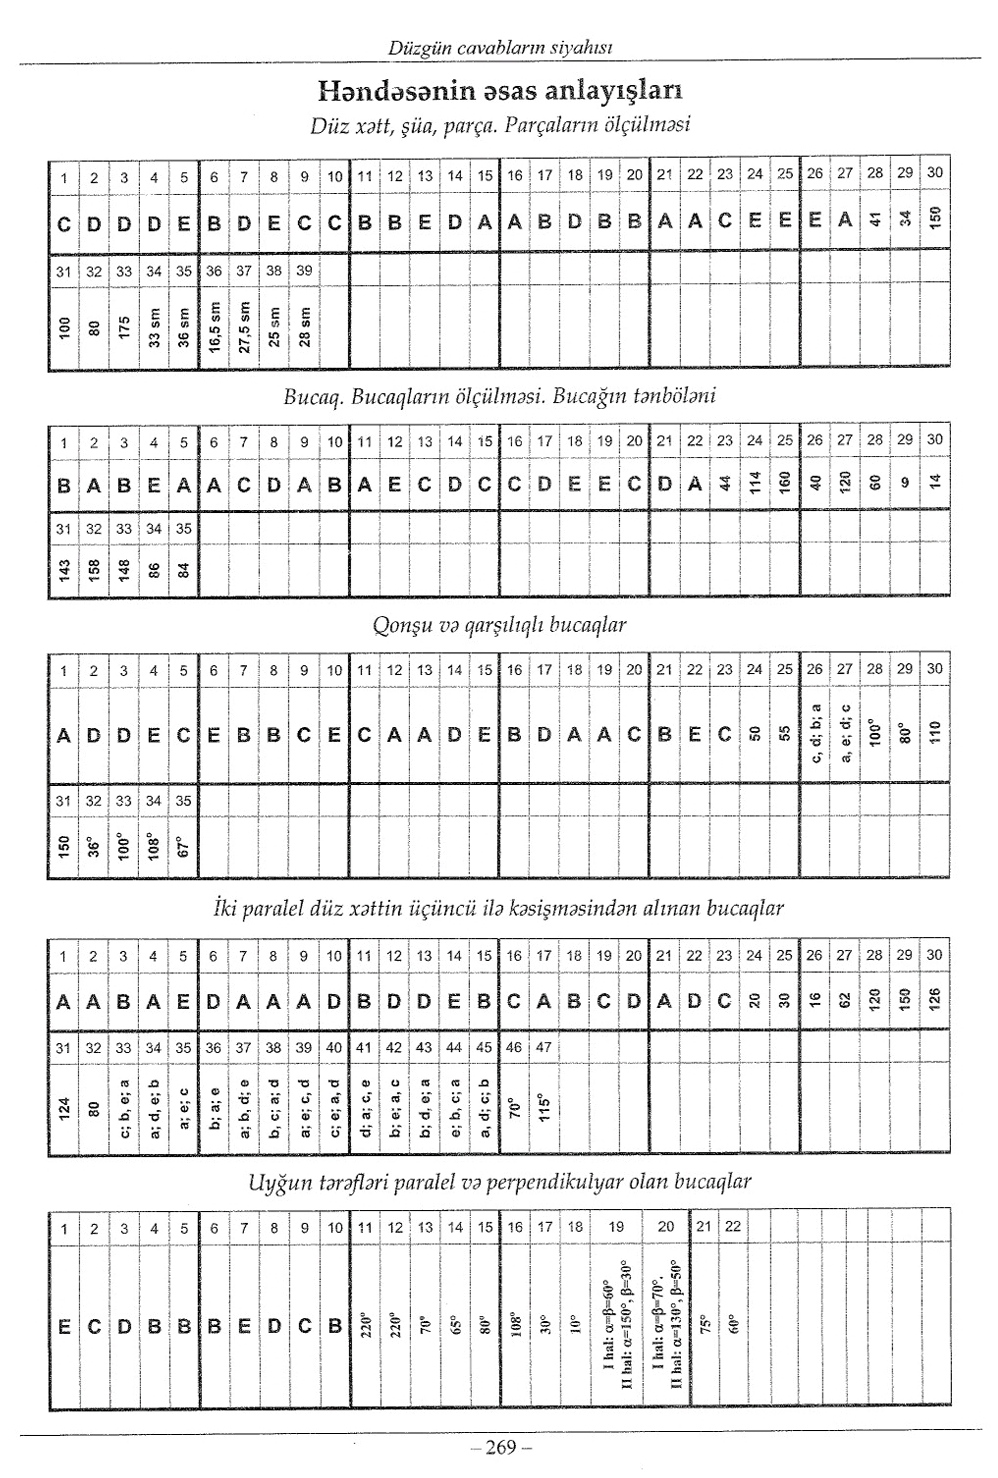 Düzgün cavabların siyahısı
Həndəsənin əsas anlayışları
Düz xətt, şüa, parça. Parçaların ölçülməsi
1 2 3 4 5 6 7 8 9 10 11 12 13 14 15 16 17 18 19 20 21 22 23 24 25 26 27 28 29 30
C D D D E B D E C C B B E D A A B D B B A A C E E E A 41 34 150
31 32 33 34 35 36 37 38 39
100 80 175 33 sm 36 sm 16,5 sm 27,5 sm 25 sm 28 sm
Bucaq. Bucaqların ölçülməsi. Bucağın tənböləni
1 2 3 4 5 6 7 8 9 10 11 12 13 14 15 16 17 18 19 20 21 22 23 24 25 26 27 28 29 30
B A B E A A C D A B A E C D C C D E E C D A 44 114 160 40 120 60 9 14
31 32 33 34 35
143 158 148 86 84
Qonşu və qarşılıqlı bucaqlar
1 2 3 4 5 6 7 8 9 10 11 12 13 14 15 16 17 18 19 20 21 22 23 24 25 26 27 28 29 30
A D D E C E B B C E C A A D E B D A A C B E C 50 55 c, d; b; a a, e; d; c 100° 80° 110
31 32 33 34 35
150 36° 100° 108° 67°
İki paralel düz xəttin üçüncü ilə kəsişməsindən alınan bucaqlar
1 2 3 4 5 6 7 8 9 10 11 12 13 14 15 16 17 18 19 20 21 22 23 24 25 26 27 28 29 30
A A B A E D A A A D B D D E B C A B C D A D C 20 30 16 62 120 150 126
31 32 33 34 35 36 37 38 39 40 41 42 43 44 45 46 47
124 80 c; b, e; a a; d, e; b a; e; c b; a; e a; b, d; e b, c; a; d a; e; c, d c; e; a, d d; a; c, e b; e; a, c b; d, e; a e; b, c; a a, d; c; b 70° 115°
Uyğun tərəfləri paralel və perpendikulyar olan bucaqlar
1 2 3 4 5 6 7 8 9 10 11 12 13 14 15 16 17 18 19 20 21 22
E C D B B B E D C B 220° 220° 70° 65° 80° 108° 30° 10° I hal: α=β=60° II hal: α=150°, β=30° I hal: α=β=70°. II hal: α=130°, β=50° 75° 60°
– 269 –